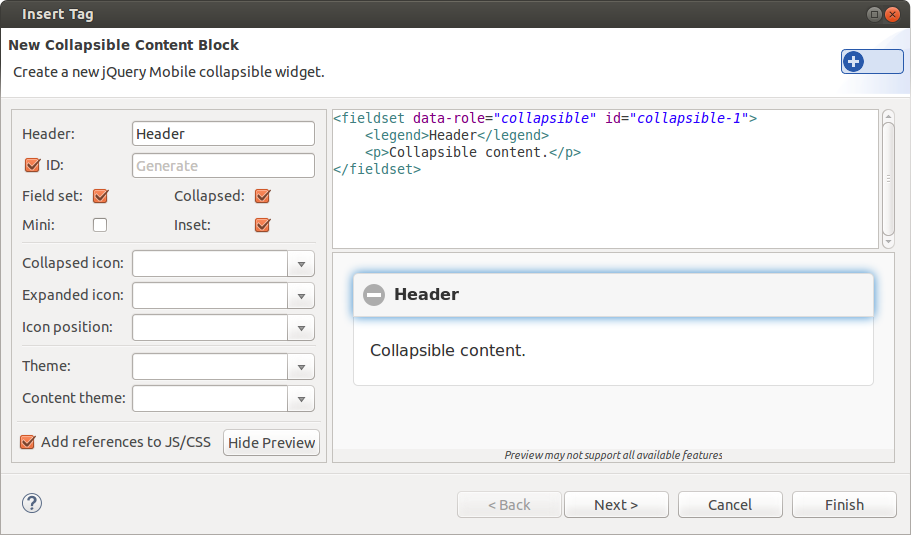 Insert Tag
New Collapsible Content Block
Create a new jQuery Mobile collapsible widget.
Header: Header
ID: Generate
Field set: Collapsed:
Mini: Inset:
Collapsed icon:
Expanded icon:
Icon position:
Theme:
Content theme:
Add references to JS/CSS Hide Preview
<fieldset data-role="collapsible" id="collapsible-1">
    <legend>Header</legend>
    <p>Collapsible content.</p>
</fieldset>
Header
Collapsible content.
Preview may not support all available features
? < Back Next > Cancel Finish